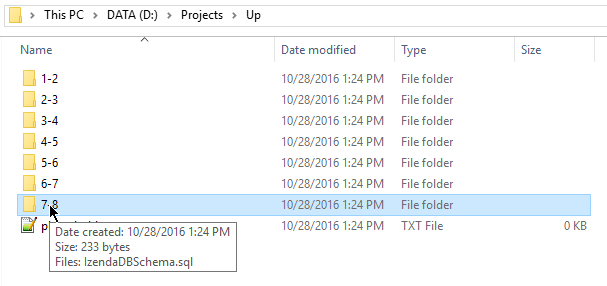 This PC > DATA (D:) > Projects > Up
Name Date modified Type Size
1-2 10/28/2016 1:24 PM File folder
2-3 10/28/2016 1:24 PM File folder
3-4 10/28/2016 1:24 PM File folder
4-5 10/28/2016 1:24 PM File folder
5-6 10/28/2016 1:24 PM File folder
6-7 10/28/2016 1:24 PM File folder
7-8 10/28/2016 1:24 PM File folder
10/28/2016 1:24 PM TXT File 0 KB
Date created: 10/28/2016 1:24 PM
Size: 233 bytes
Files: IzendaDBSchema.sql